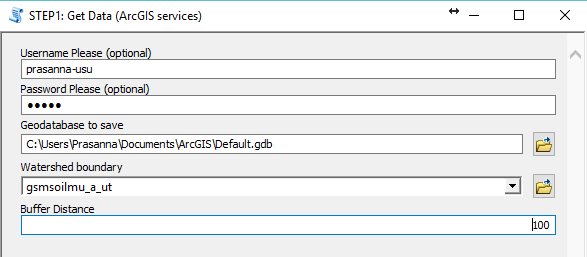 STEP1: Get Data (ArcGIS services)
Username Please (optional)
prasanna-usu
Password Please (optional)
●●●●●
Geodatabase to save
C:\Users\Prasanna\Documents\ArcGIS\Default.gdb
Watershed boundary
gsmsoilmu_a_ut
Buffer Distance
100